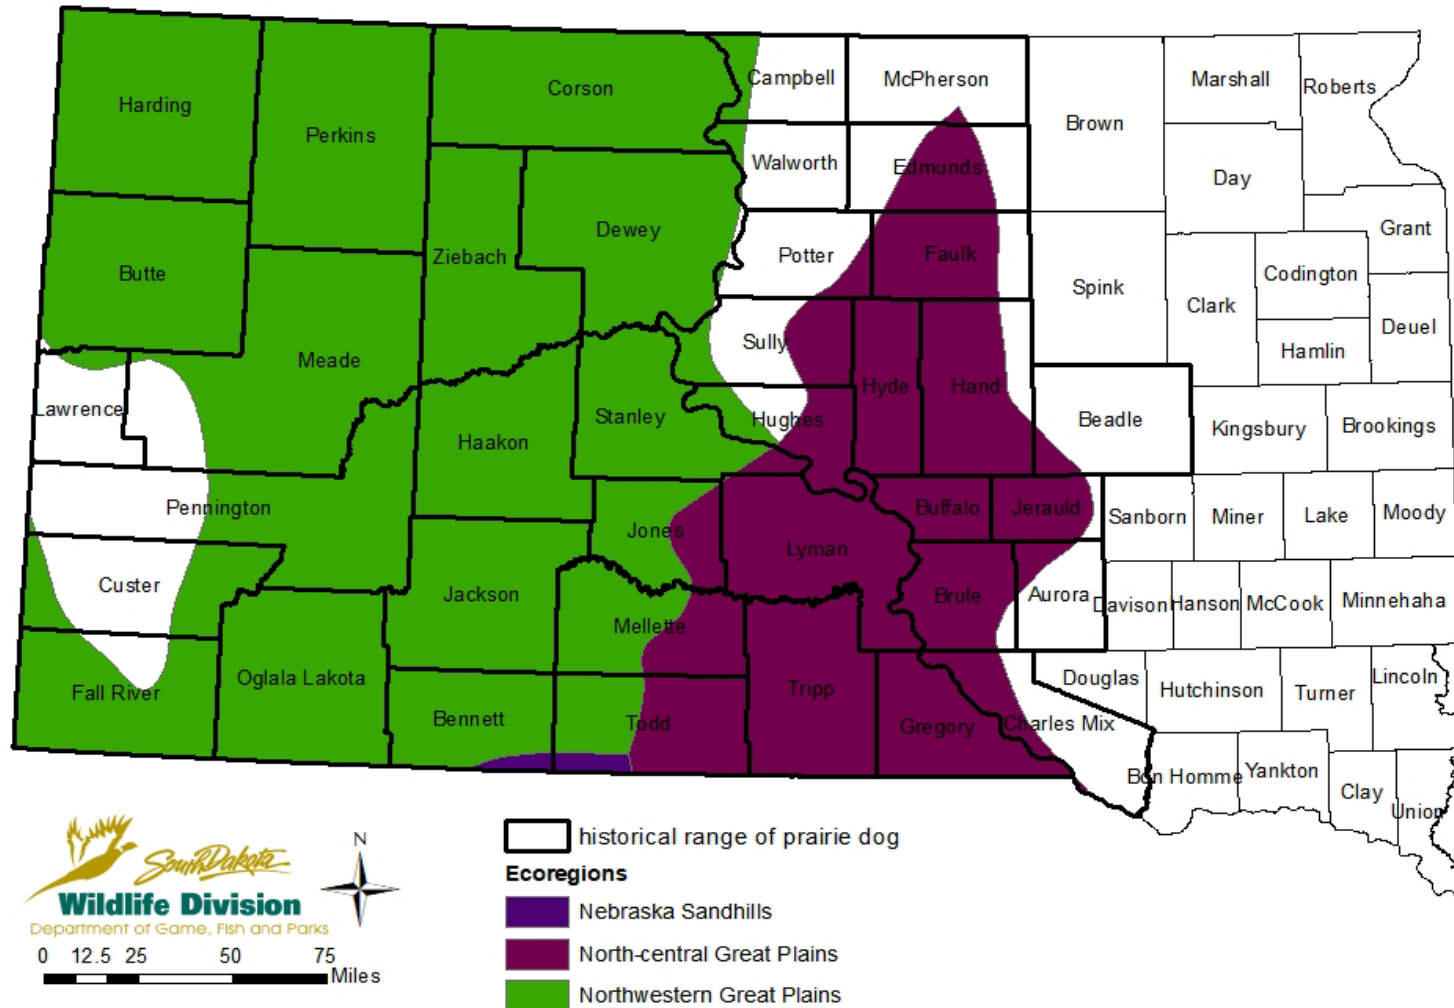 Harding
Perkins
Corson
Campbell
McPherson
Brown
Marshall
Roberts
Walworth
Edmunds
Day
Butte
Ziebach
Dewey
Potter
Faulk
Spink
Clark
Codington
Grant
Hamlin
Deuel
Meade
Sully
Lawrence
Haakon
Stanley
Hughes
Hyde
Hand
Beadle
Kingsbury
Brookings
Pennington
Jones
Lyman
Buffalo
Jerauld
Sanborn
Miner
Lake
Moody
Custer
Jackson
Mellette
Brule
Aurora
Davison
Hanson
McCook
Minnehaha
Fall River
Oglala Lakota
Bennett
Todd
Tripp
Gregory
Charles Mix
Douglas
Hutchinson
Turner
Lincoln
Bon Homme
Yankton
Clay
Union
South Dakota
Wildlife Division
Department of Game, Fish and Parks
N
0 12.5 25 50 75
Miles
historical range of prairie dog
Ecoregions
Nebraska Sandhills
North-central Great Plains
Northwestern Great Plains